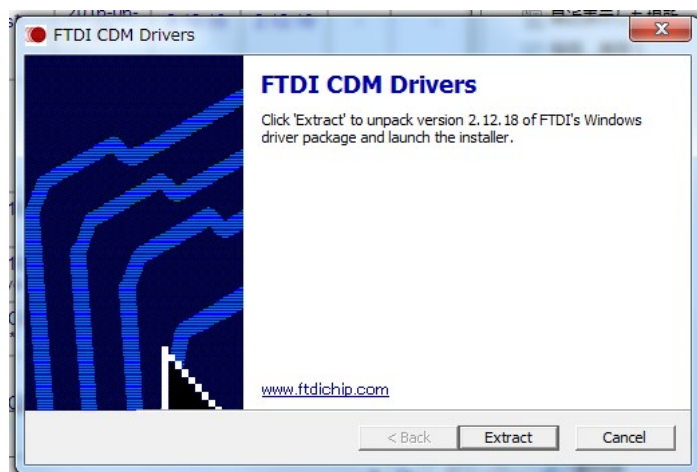 FTDI CDM Drivers
FTDI CDM Drivers
Click 'Extract' to unpack version 2.12.18 of FTDI's Windows
driver package and launch the installer.
www.ftdichip.com
< Back
Extract
Cancel